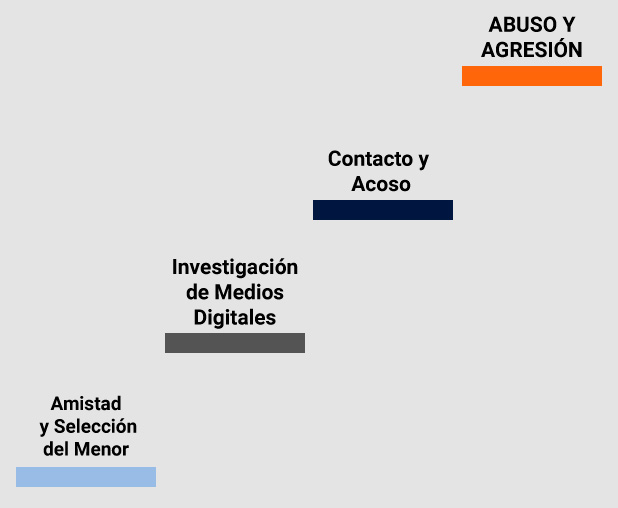 ABUSO Y
AGRESIÓN
Contacto y
Acoso
Investigación
de Medios
Digitales
Amistad
y Selección
del Menor